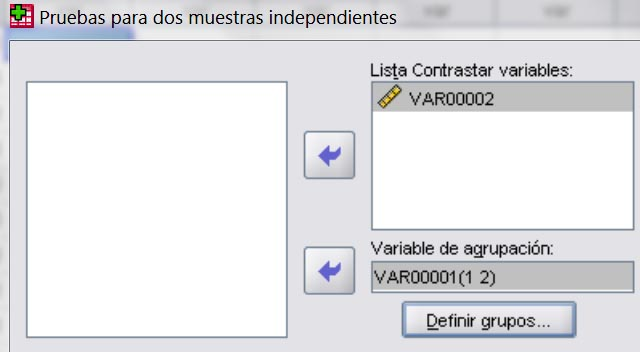 Pruebas para dos muestras independientes
Lista Contrastar variables:
VAR00002
Variable de agrupación:
VAR00001(1 2)
Definir grupos...